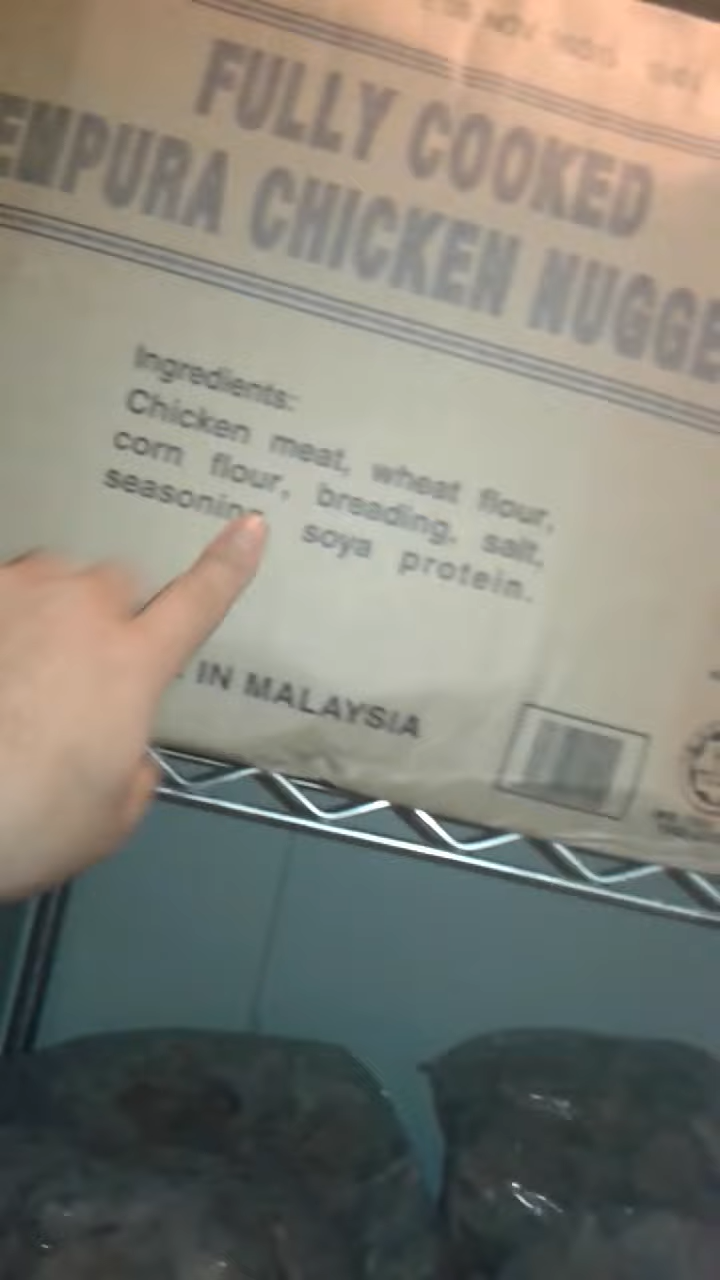 FULLY COOKED
EMPURA CHICKEN NUGGE
Ingredients:
Chicken meat, wheat flour,
corn flour, breading, salt,
seasoning soya protein.
IN MALAYSIA